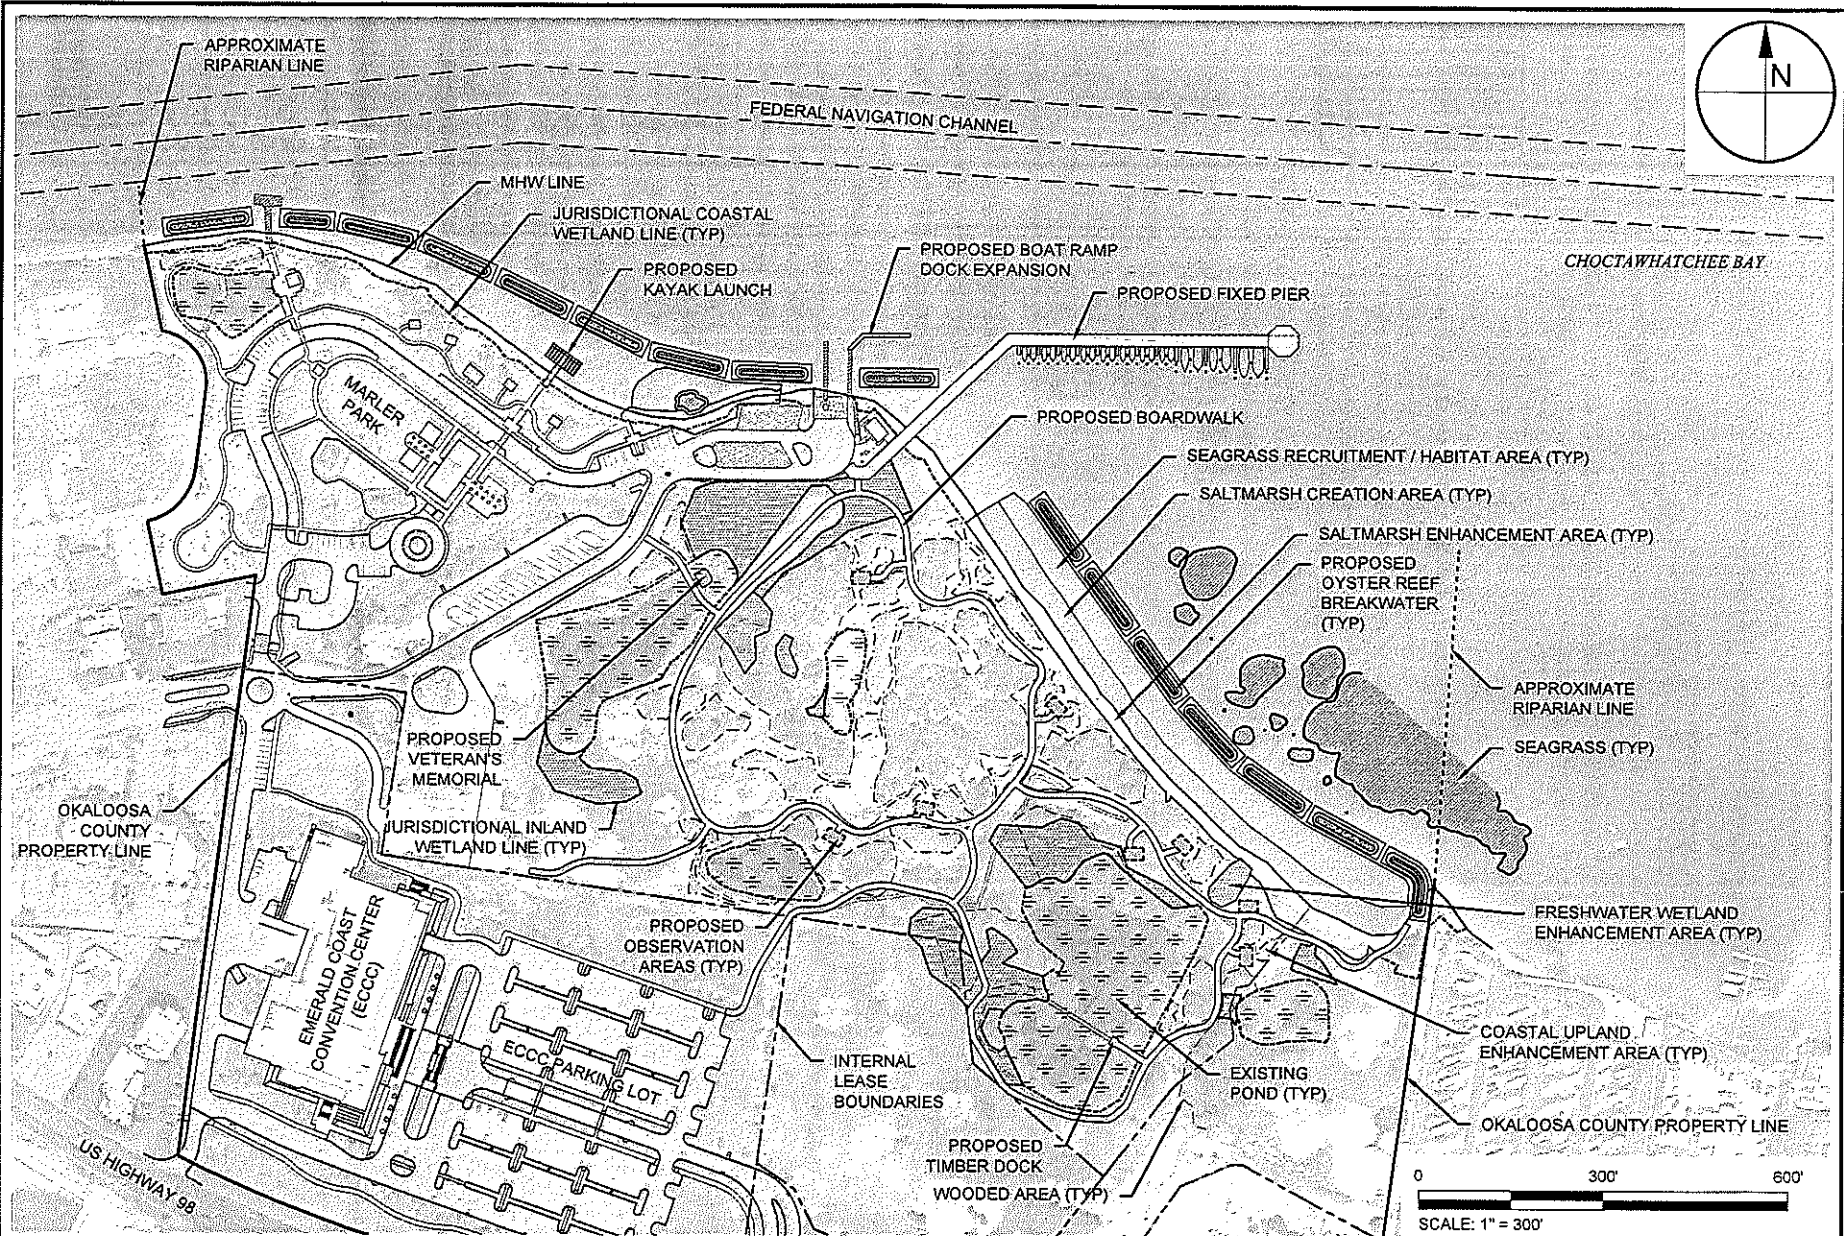 APPROXIMATE
RIPARIAN LINE
N
FEDERAL NAVIGATION CHANNEL
MHW LINE
JURISDICTIONAL COASTAL
WETLAND LINE (TYP)
PROPOSED
KAYAK LAUNCH
PROPOSED BOAT RAMP
DOCK EXPANSION
CHOCTAWHATCHEE BAY
PROPOSED FIXED PIER
MARLER
PARK
PROPOSED BOARDWALK
SEAGRASS RECRUITMENT / HABITAT AREA (TYP)
SALTMARSH CREATION AREA (TYP)
SALTMARSH ENHANCEMENT AREA (TYP)
PROPOSED
OYSTER REEF
BREAKWATER
(TYP)
APPROXIMATE
RIPARIAN LINE
SEAGRASS (TYP)
PROPOSED
VETERAN'S
MEMORIAL
OKALOOSA
COUNTY
PROPERTY LINE
JURISDICTIONAL INLAND
WETLAND LINE (TYP)
EMERALD COAST
CONVENTION CENTER
(ECCC)
PROPOSED
OBSERVATION
AREAS (TYP)
FRESHWATER WETLAND
ENHANCEMENT AREA (TYP)
ECCC PARKING LOT
INTERNAL
LEASE
BOUNDARIES
COASTAL UPLAND
ENHANCEMENT AREA (TYP)
EXISTING
POND (TYP)
OKALOOSA COUNTY PROPERTY LINE
PROPOSED
TIMBER DOCK
WOODED AREA (TYP)
US HIGHWAY 98
0 300' 600'
SCALE: 1" = 300'